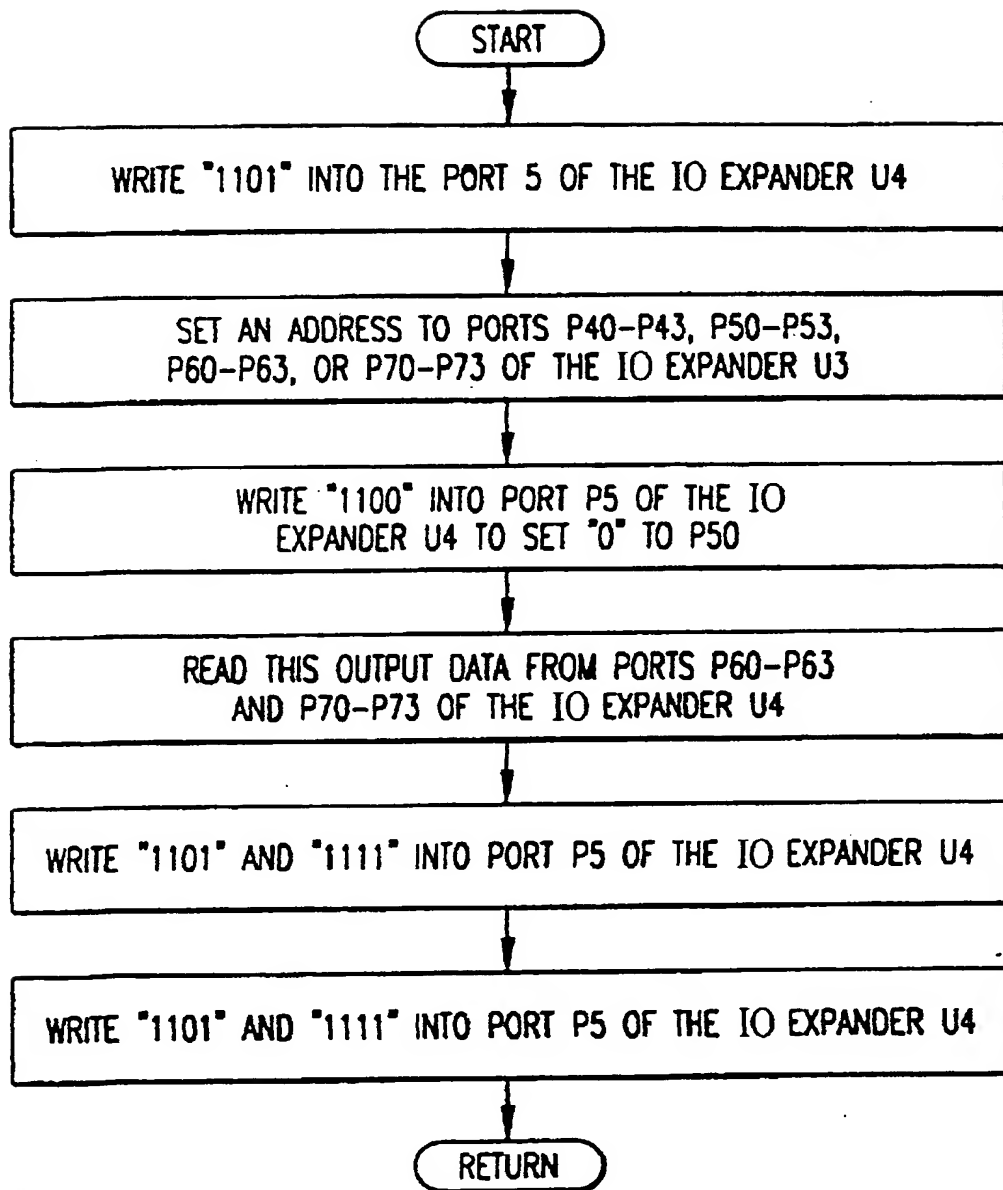 START
WRITE "1101" INTO THE PORT 5 OF THE IO EXPANDER U4
SET AN ADDRESS TO PORTS P40-P43, P50-P53,
P60-P63, OR P70-P73 OF THE IO EXPANDER U3
WRITE "1100" INTO PORT P5 OF THE IO
EXPANDER U4 TO SET "0" TO P50
READ THIS OUTPUT DATA FROM PORTS P60-P63
AND P70-P73 OF THE IO EXPANDER U4
WRITE "1101" AND "1111" INTO PORT P5 OF THE IO EXPANDER U4
WRITE "1101" AND "1111" INTO PORT P5 OF THE IO EXPANDER U4
RETURN